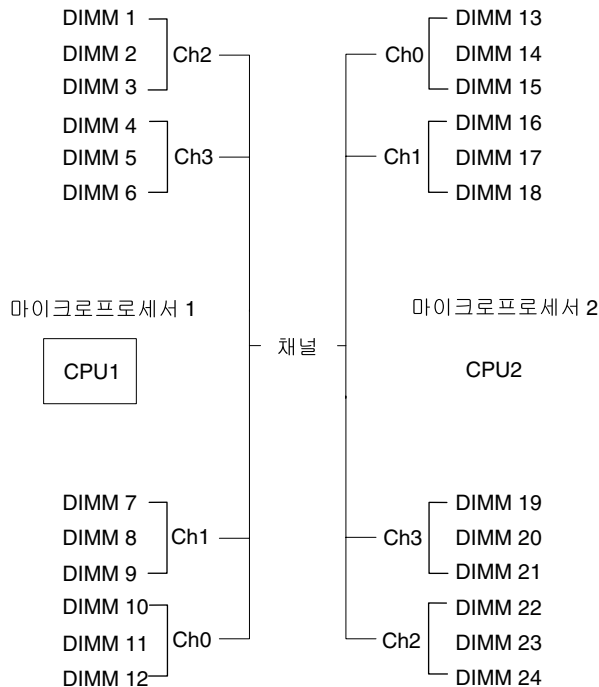 DIMM 1
DIMM 2
DIMM 3
Ch2
DIMM 4
DIMM 5
DIMM 6
Ch3
마이크로프로세서 1
CPU1
DIMM 7
DIMM 8
DIMM 9
Ch1
DIMM 10
DIMM 11
DIMM 12
Ch0
채널
DIMM 13
DIMM 14
DIMM 15
Ch0
DIMM 16
DIMM 17
DIMM 18
Ch1
마이크로프로세서 2
CPU2
DIMM 19
DIMM 20
DIMM 21
Ch3
DIMM 22
DIMM 23
DIMM 24
Ch2